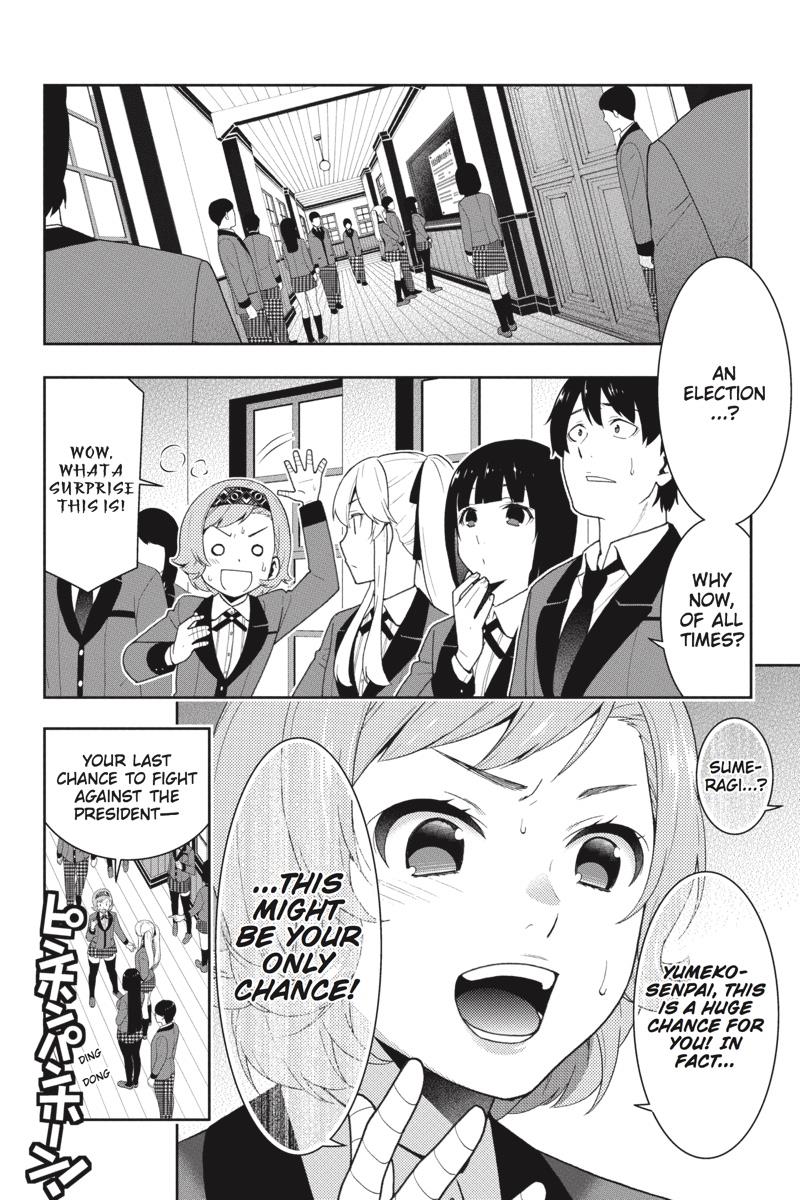 AN
ELECTION
...?
WHY
NOW,
OF ALL
TIMES?
WOW,
WHAT A
SURPRISE
THIS IS!
SUME-
RAGI...?
YUMEKO-
SENPAI, THIS
IS A HUGE
CHANCE FOR
YOU! IN
FACT...
...THIS
MIGHT
BE YOUR
ONLY
CHANCE!
YOUR LAST
CHANCE TO FIGHT
AGAINST THE
PRESIDENT—
ピンポンパンポーン!
DING
DONG